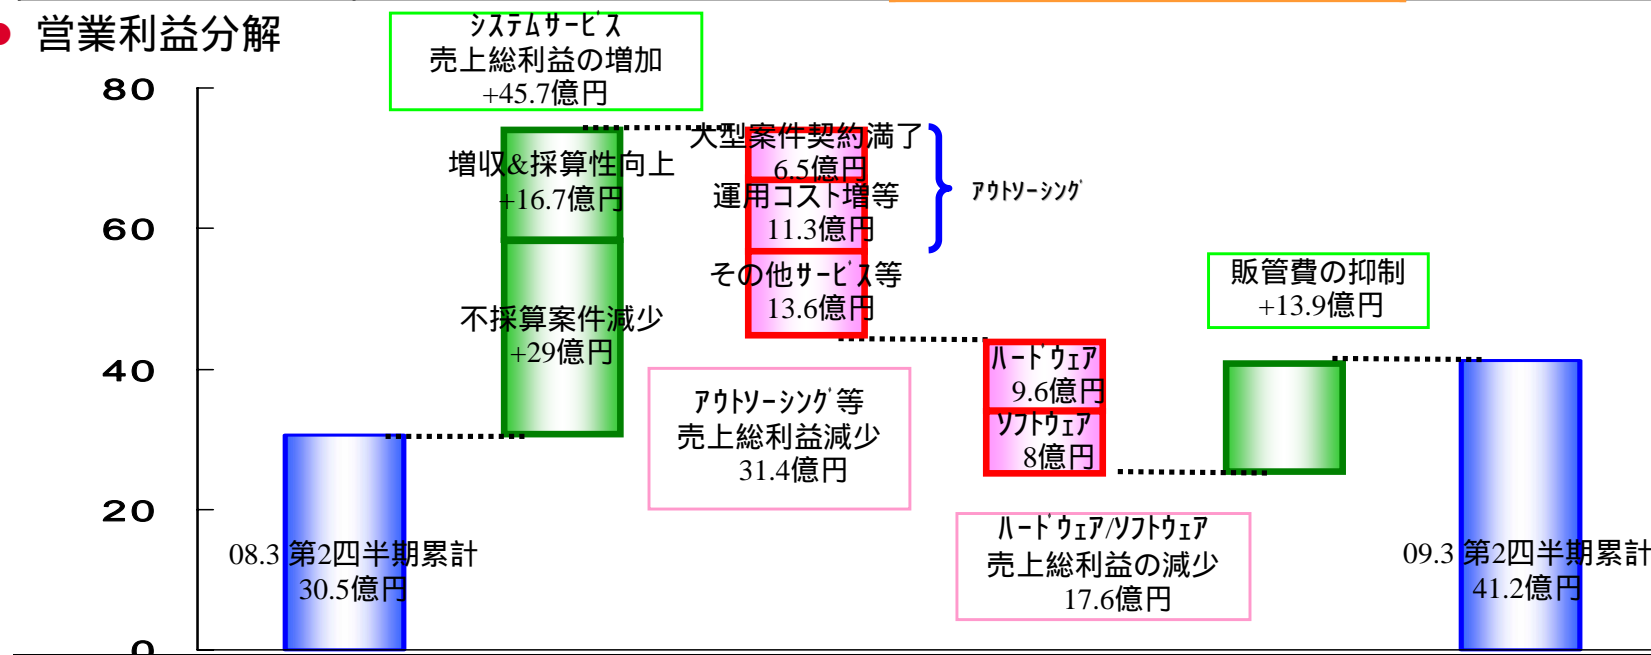 営業利益分解
システムサービス
売上総利益の増加
+45.7億円
80
60
40
20
0
増収&採算性向上
+16.7億円
不採算案件減少
+29億円
大型案件契約満了
6.5億円
運用コスト増等
11.3億円
その他サービス等
13.6億円
アウトソーシング
アウトソーシング等
売上総利益減少
31.4億円
ハードウェア
9.6億円
ソフトウェア
8億円
ハードウェア/ソフトウェア
売上総利益の減少
17.6億円
販管費の抑制
+13.9億円
08.3 第2四半期累計
30.5億円
09.3 第2四半期累計
41.2億円